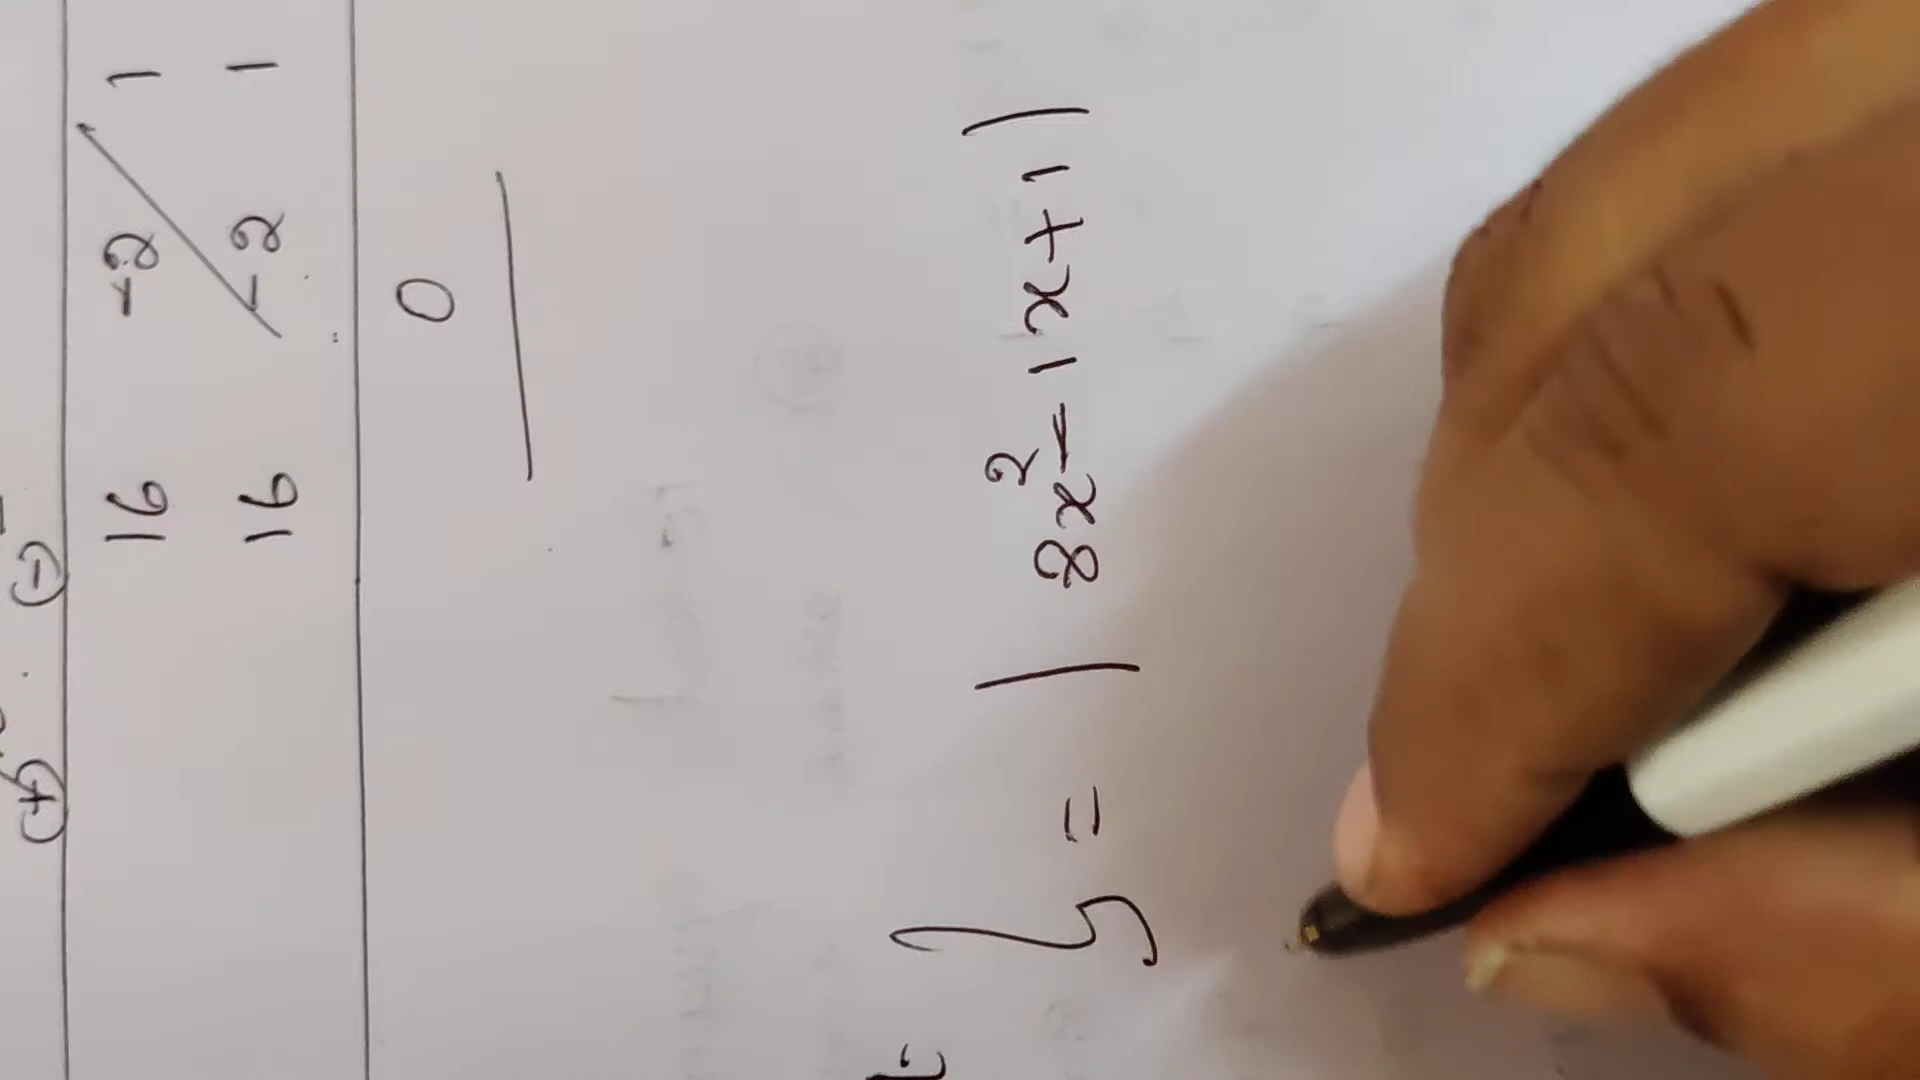 (+) (-)
16 -2 1
16 -2 1
0
t
} = | 8x² - 1x + 1 |